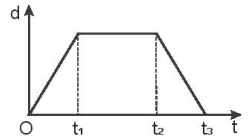 d
O t₁ t₂ t₃ t